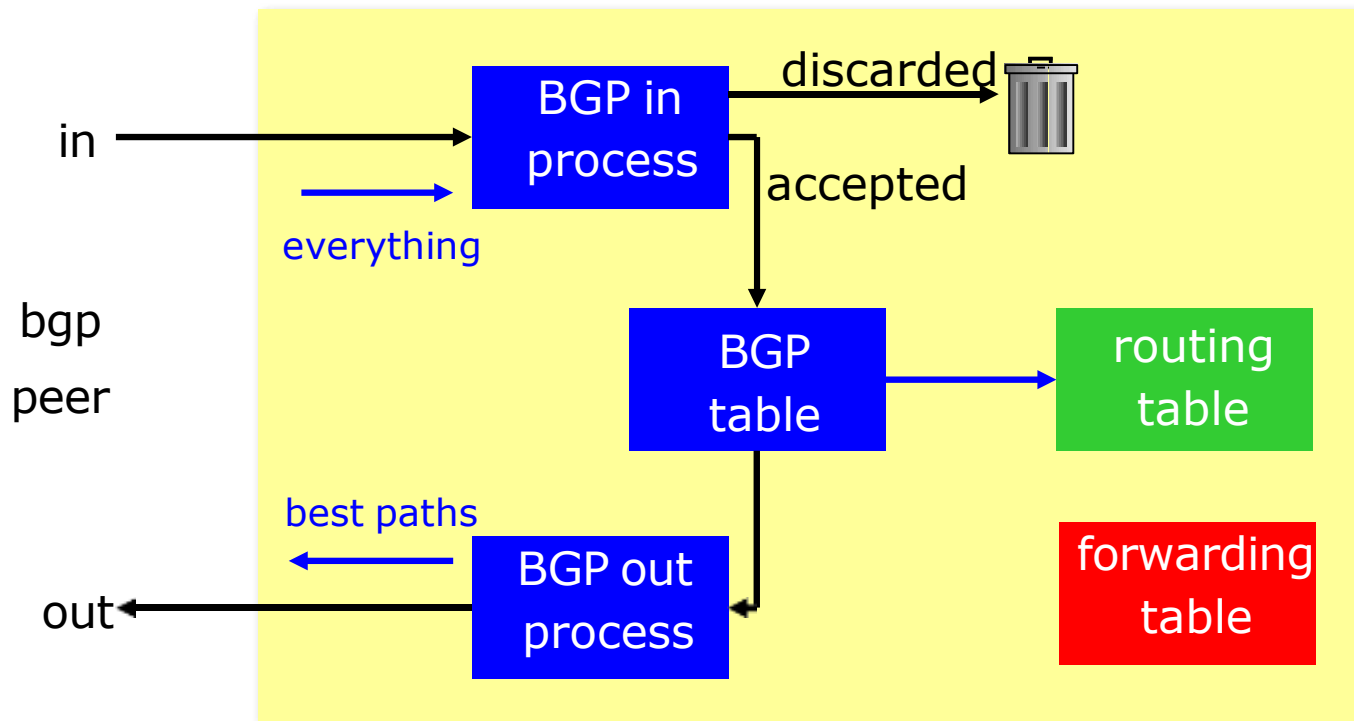 discarded
BGP in
process
in
accepted
everything
bgp
peer
BGP
table
routing
table
best paths
BGP out
process
out
forwarding
table